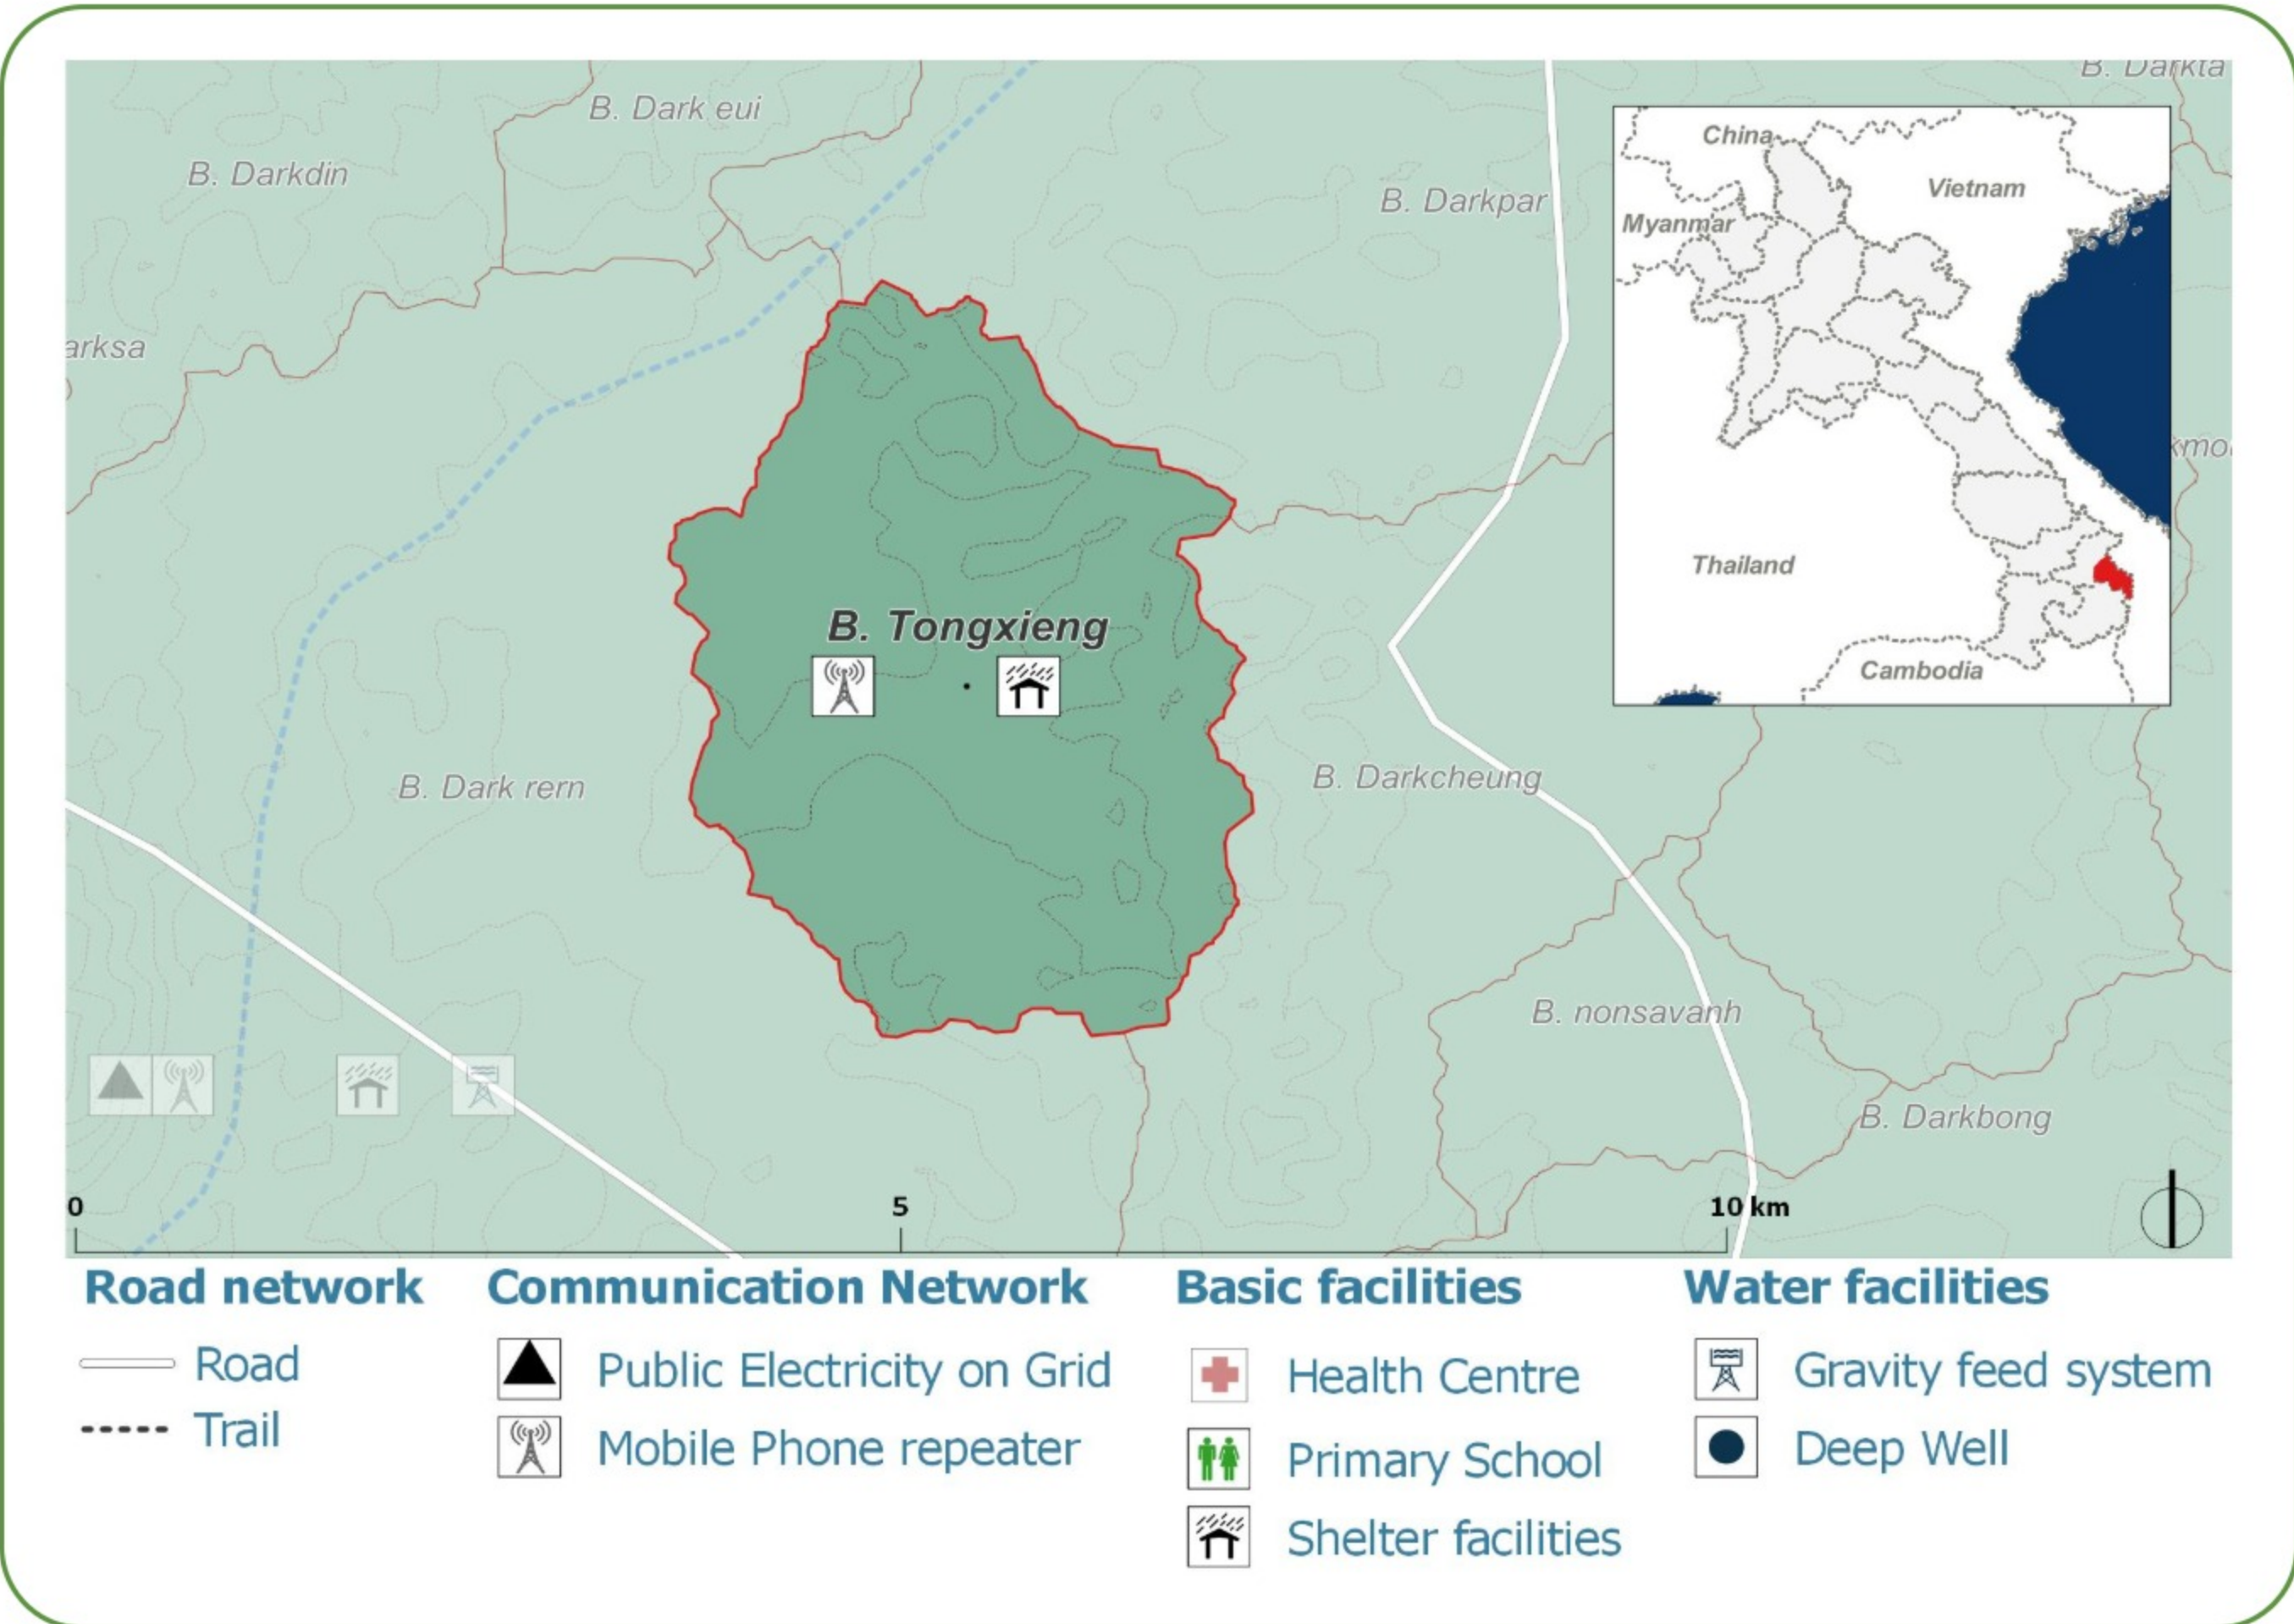 B. Darkta
B. Dark eui
B. Darkdin
B. Darkpar
China
Vietnam
Myanmar
arksa
kmo
Thailand
B. Tongxieng
Cambodia
B. Dark rern
B. Darkcheung
B. nonsavanh
B. Darkbong
0 5 10 km
Road network
Road
Trail
Communication Network
Public Electricity on Grid
Mobile Phone repeater
Basic facilities
Health Centre
Primary School
Shelter facilities
Water facilities
Gravity feed system
Deep Well